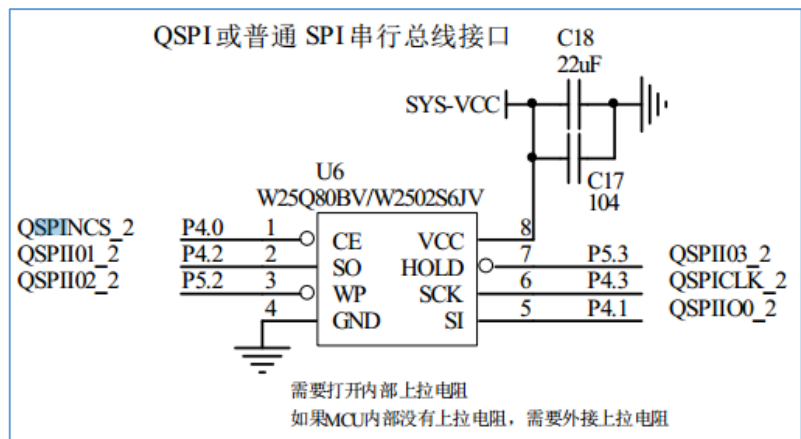 QSPI或普通 SPI 串行总线接口
C18
22uF
SYS-VCC
C17
104
U6
W25Q80BV/W2502S6JV
QSPINCS_2 P4.0 1 CE VCC 8
QSPII01_2 P4.2 2 SO HOLD 7 P5.3 QSPII03_2
QSPII02_2 P5.2 3 WP SCK 6 P4.3 QSPICLK_2
4 GND SI 5 P4.1 QSPIIO0_2
需要打开内部上拉电阻
如果MCU内部没有上拉电阻，需要外接上拉电阻